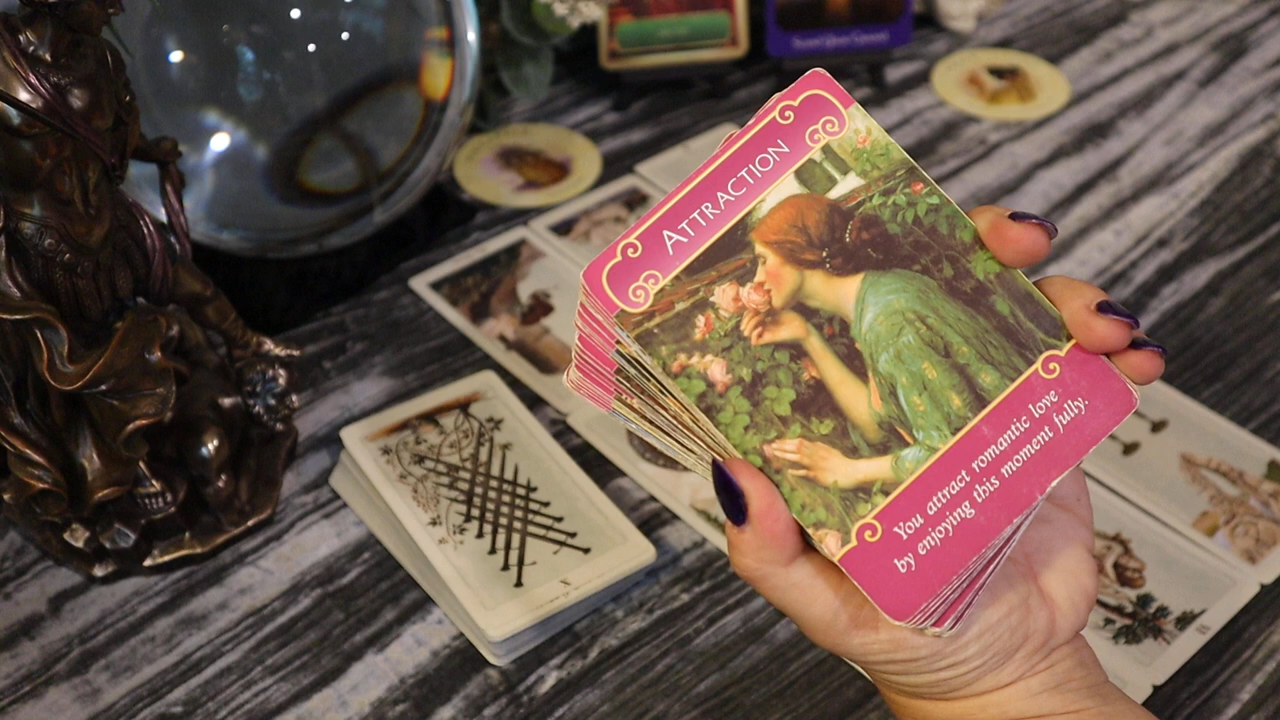 ATTRACTION
You attract romantic love
by enjoying this moment fully.
X